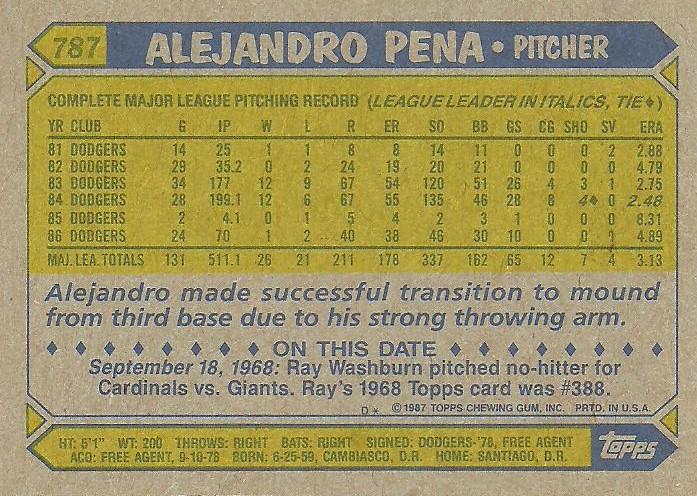 787 ALEJANDRO PENA • PITCHER
COMPLETE MAJOR LEAGUE PITCHING RECORD (LEAGUE LEADER IN ITALICS, TIE♦)
YR CLUB G IP W L R ER SO BB GS CG SHO SV ERA
81 DODGERS 14 25 1 1 8 8 14 11 0 0 0 2 2.88
82 DODGERS 29 35.2 0 2 24 19 20 21 0 0 0 0 4.79
83 DODGERS 34 177 12 9 67 54 120 51 26 4 3 1 2.75
84 DODGERS 28 199.1 12 6 67 55 135 46 28 8 4♦ 0 2.48
85 DODGERS 2 4.1 0 1 5 4 2 3 1 0 0 0 8.31
86 DODGERS 24 70 1 2 40 38 46 30 10 0 0 1 4.89
MAJ. LEA. TOTALS 131 511.1 26 21 211 178 337 162 65 12 7 4 3.13
Alejandro made successful transition to mound
from third base due to his strong throwing arm.
♦ ♦ ♦ ♦ ♦ ♦ ♦ ON THIS DATE ♦ ♦ ♦ ♦ ♦ ♦ ♦ ♦
September 18, 1968: Ray Washburn pitched no-hitter for
Cardinals vs. Giants. Ray's 1968 Topps card was #388.
D* © 1987 TOPPS CHEWING GUM, INC. PRTD. IN U.S.A.
HT: 6'1" WT: 200 THROWS: RIGHT BATS: RIGHT SIGNED: DODGERS-'78, FREE AGENT
ACQ: FREE AGENT, 9-10-78 BORN: 6-25-59, CAMBIASCO, D.R. HOME: SANTIAGO, D.R.
topps